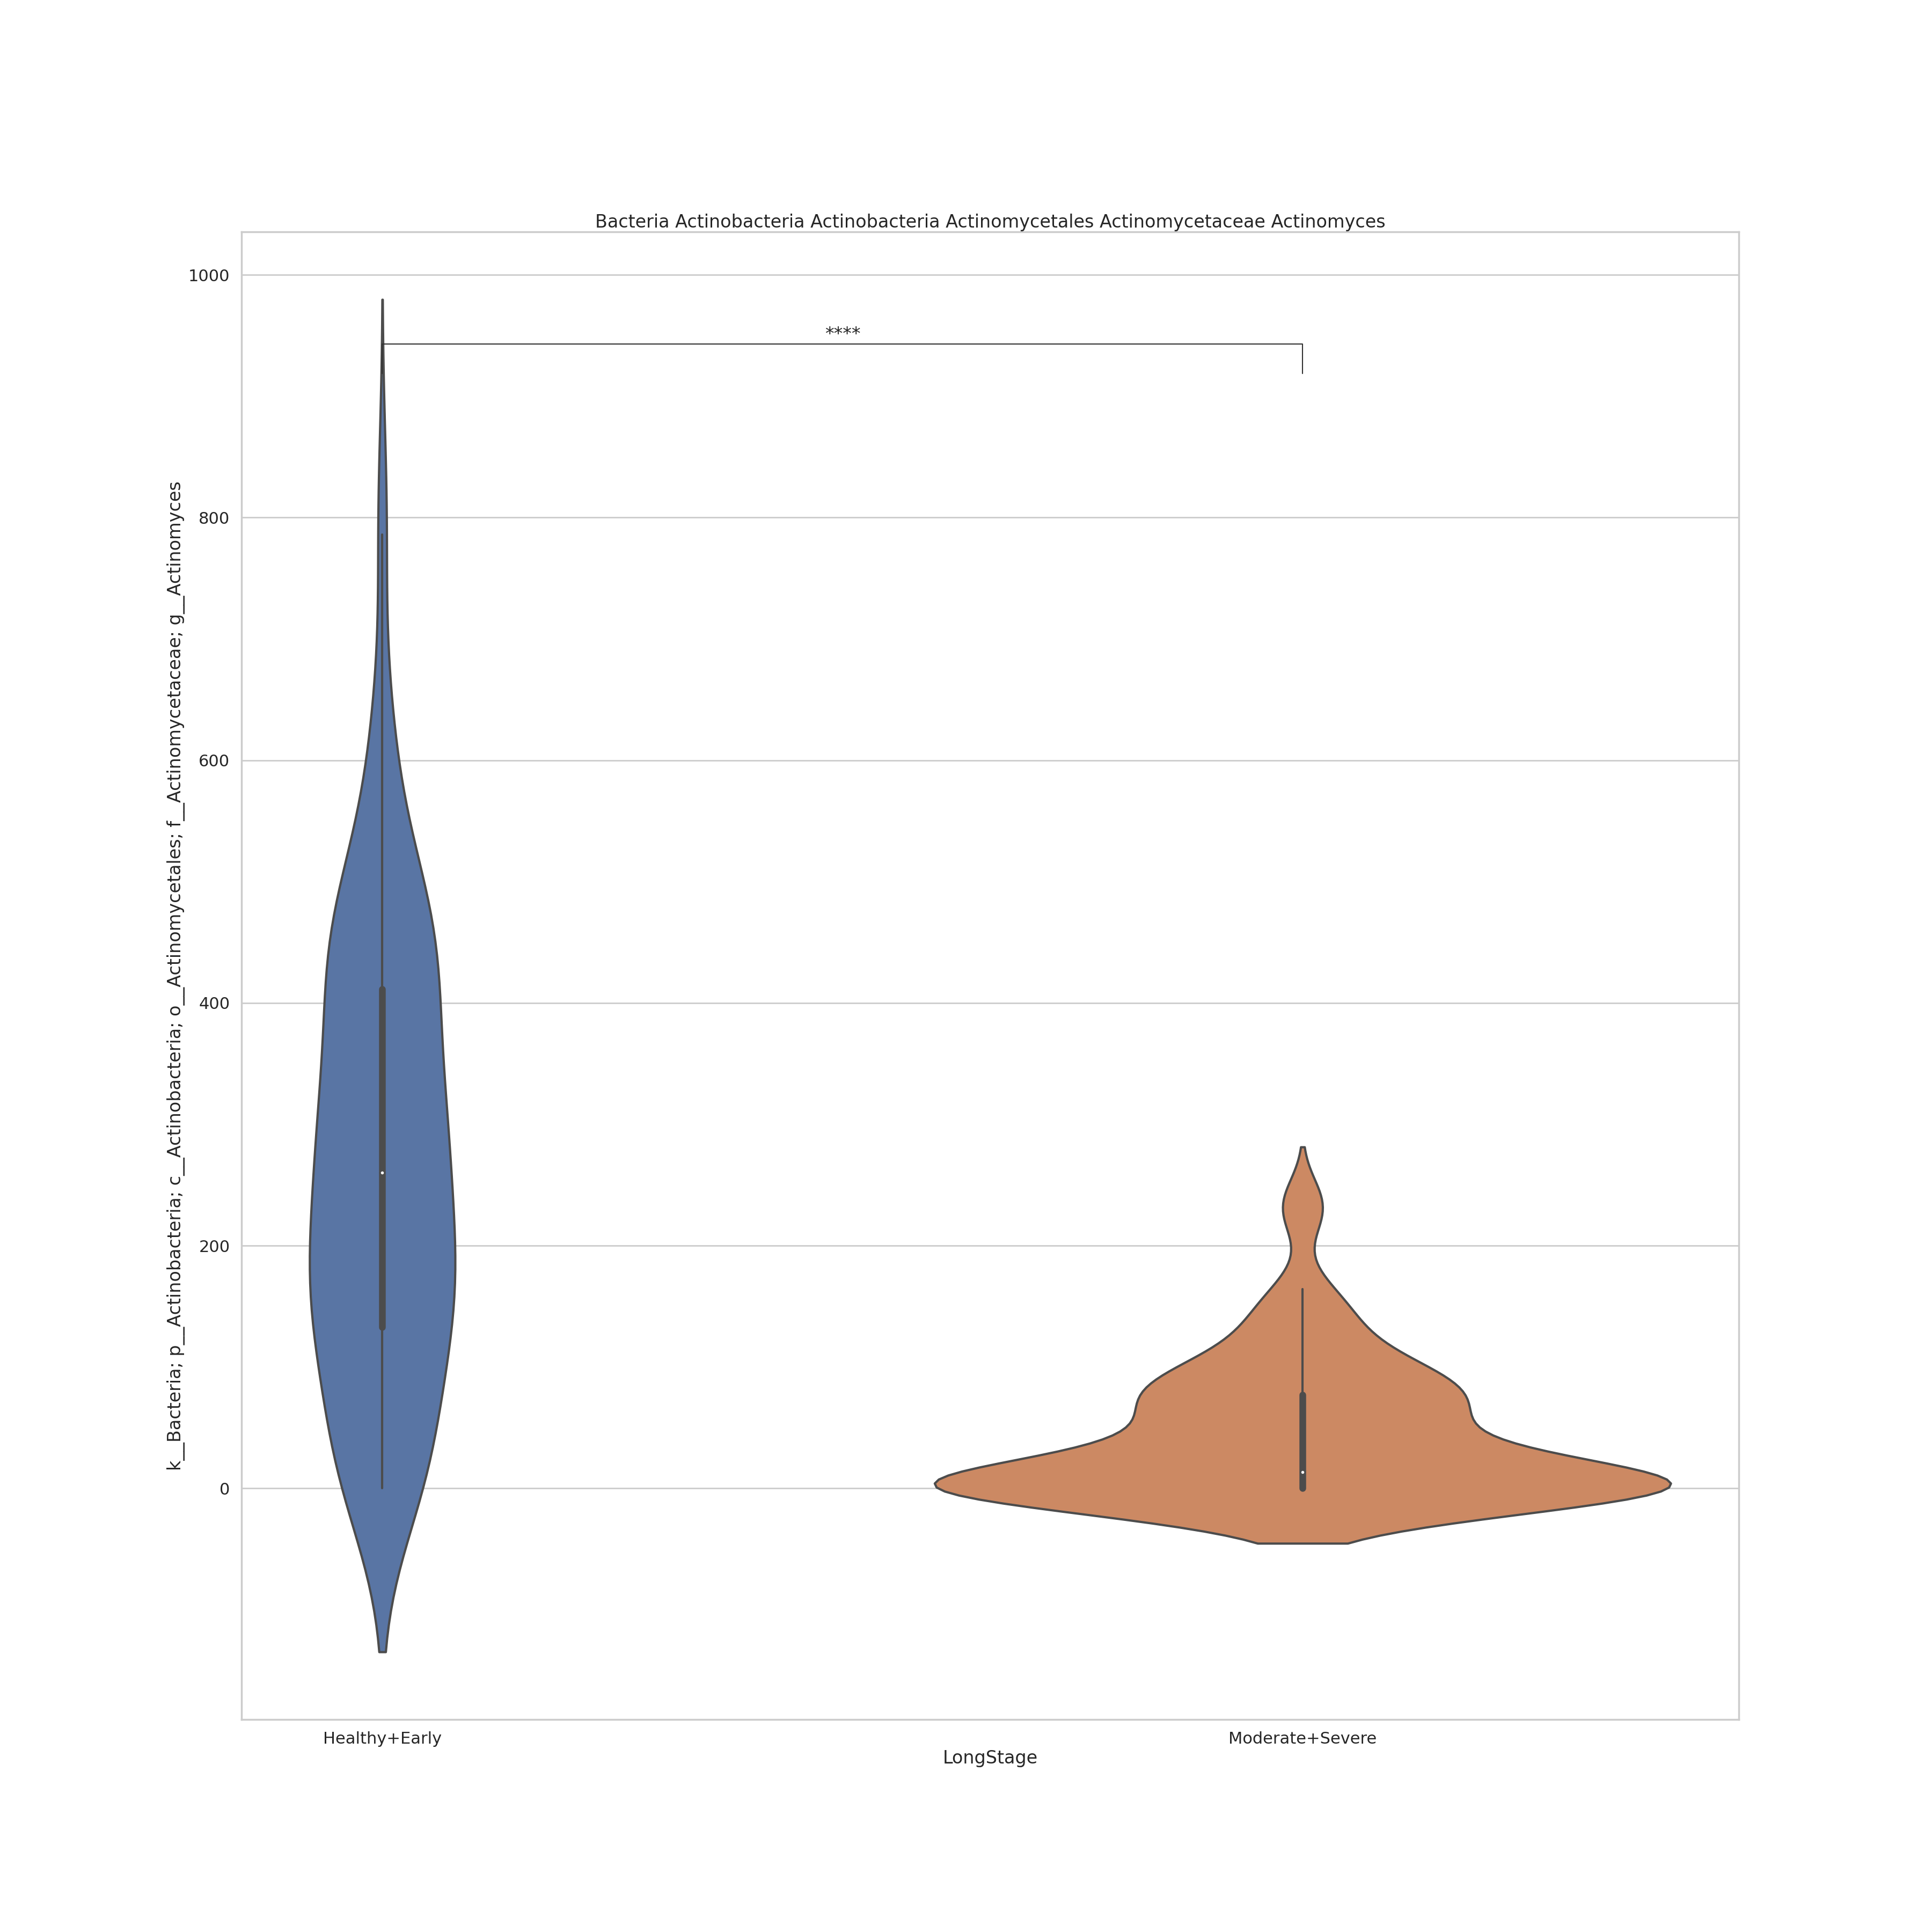 Bacteria Actinobacteria Actinobacteria Actinomycetales Actinomycetaceae Actinomyces
k__Bacteria; p__Actinobacteria; c__Actinobacteria; o__Actinomycetales; f__Actinomycetaceae; g__Actinomyces
1000
800
600
400
200
0
****
Healthy+Early
Moderate+Severe
LongStage